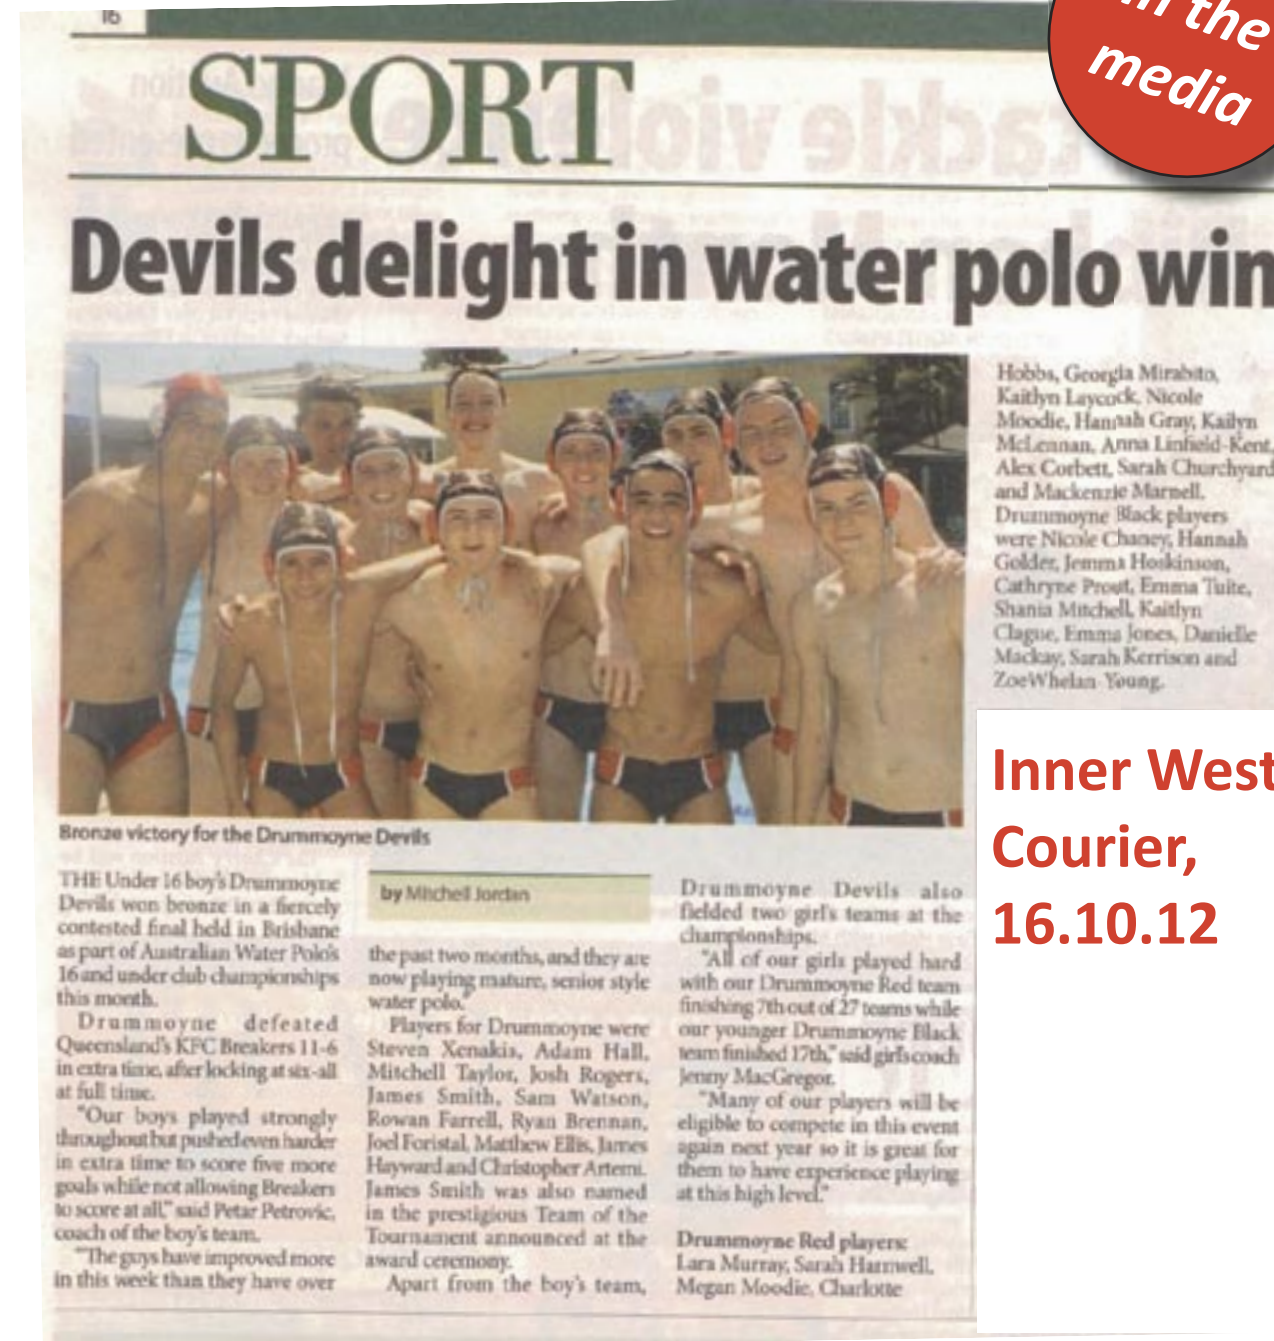 16
in the
media
SPORT
Devils delight in water polo win
Bronze victory for the Drummoyne Devils
THE Under 16 boy's Drummoyne
Devils won bronze in a fiercely
contested final held in Brisbane
as part of Australian Water Polo's
16 and under club championships
this month.
Drummoyne defeated
Queensland's KFC Breakers 11-6
in extra time, after locking at six-all
at full time.
"Our boys played strongly
throughout but pushed even harder
in extra time to score five more
goals while not allowing Breakers
to score at all," said Petar Petrovic,
coach of the boy's team.
"The guys have improved more
in this week than they have over
by Mitchell Jordan
the past two months, and they are
now playing mature, senior style
water polo."
Players for Drummoyne were
Steven Xenakis, Adam Hall,
Mitchell Taylor, Josh Rogers,
James Smith, Sam Watson,
Rowan Farrell, Ryan Brennan,
Joel Foristal, Matthew Ellis, James
Hayward and Christopher Artemi.
James Smith was also named
in the prestigious Team of the
Tournament announced at the
award ceremony.
Apart from the boy's team,
Drummoyne Devils also
fielded two girl's teams at the
championships.
"All of our girls played hard
with our Drummoyne Red team
finishing 7th out of 27 teams while
our younger Drummoyne Black
team finished 17th," said girl's coach
Jenny MacGregor.
"Many of our players will be
eligible to compete in this event
again next year so it is great for
them to have experience playing
at this high level."
Drummoyne Red players:
Lara Murray, Sarah Harnwell,
Megan Moodie, Charlotte
Hobbs, Georgia Mirabito,
Kaitlyn Laycock, Nicole
Moodie, Hannah Gray, Kailyn
McLennan, Anna Linfield-Kent,
Alex Corbett, Sarah Churchyard
and Mackenzie Marnell.
Drummoyne Black players
were Nicole Chaney, Hannah
Golder, Jemma Hoskinson,
Cathryne Prout, Emma Tuite,
Shania Mitchell, Kaitlyn
Clague, Emma Jones, Danielle
Mackay, Sarah Kerrison and
ZoeWhelan-Young.
Inner West
Courier,
16.10.12